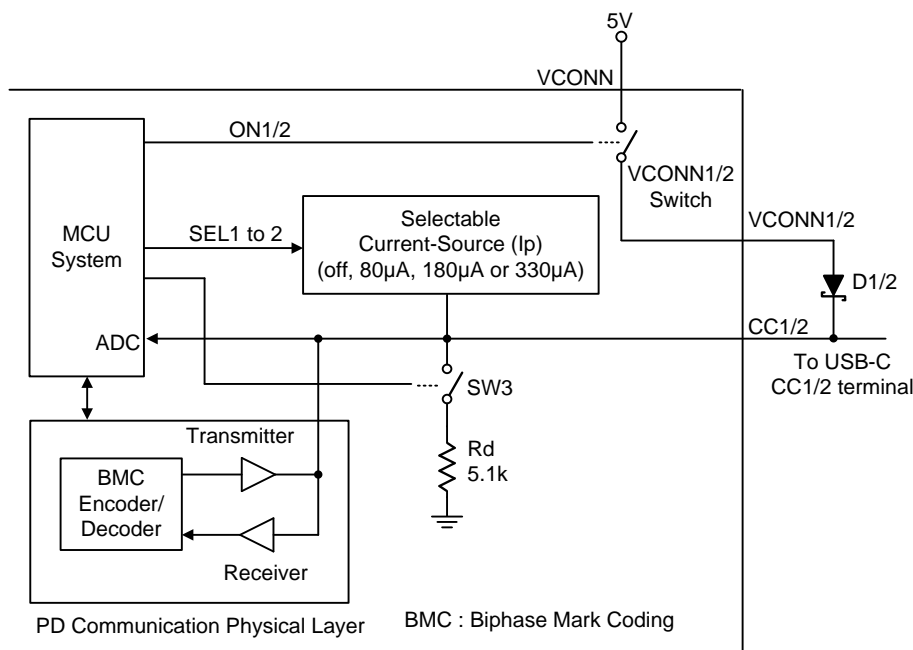 5V
VCONN
ON1/2
VCONN1/2
Switch
VCONN1/2
MCU
System
SEL1 to 2
Selectable
Current-Source (Ip)
(off, 80µA, 180µA or 330µA)
D1/2
ADC
CC1/2
To USB-C
CC1/2 terminal
SW3
Transmitter
Rd
5.1k
BMC
Encoder/
Decoder
Receiver
PD Communication Physical Layer
BMC : Biphase Mark Coding